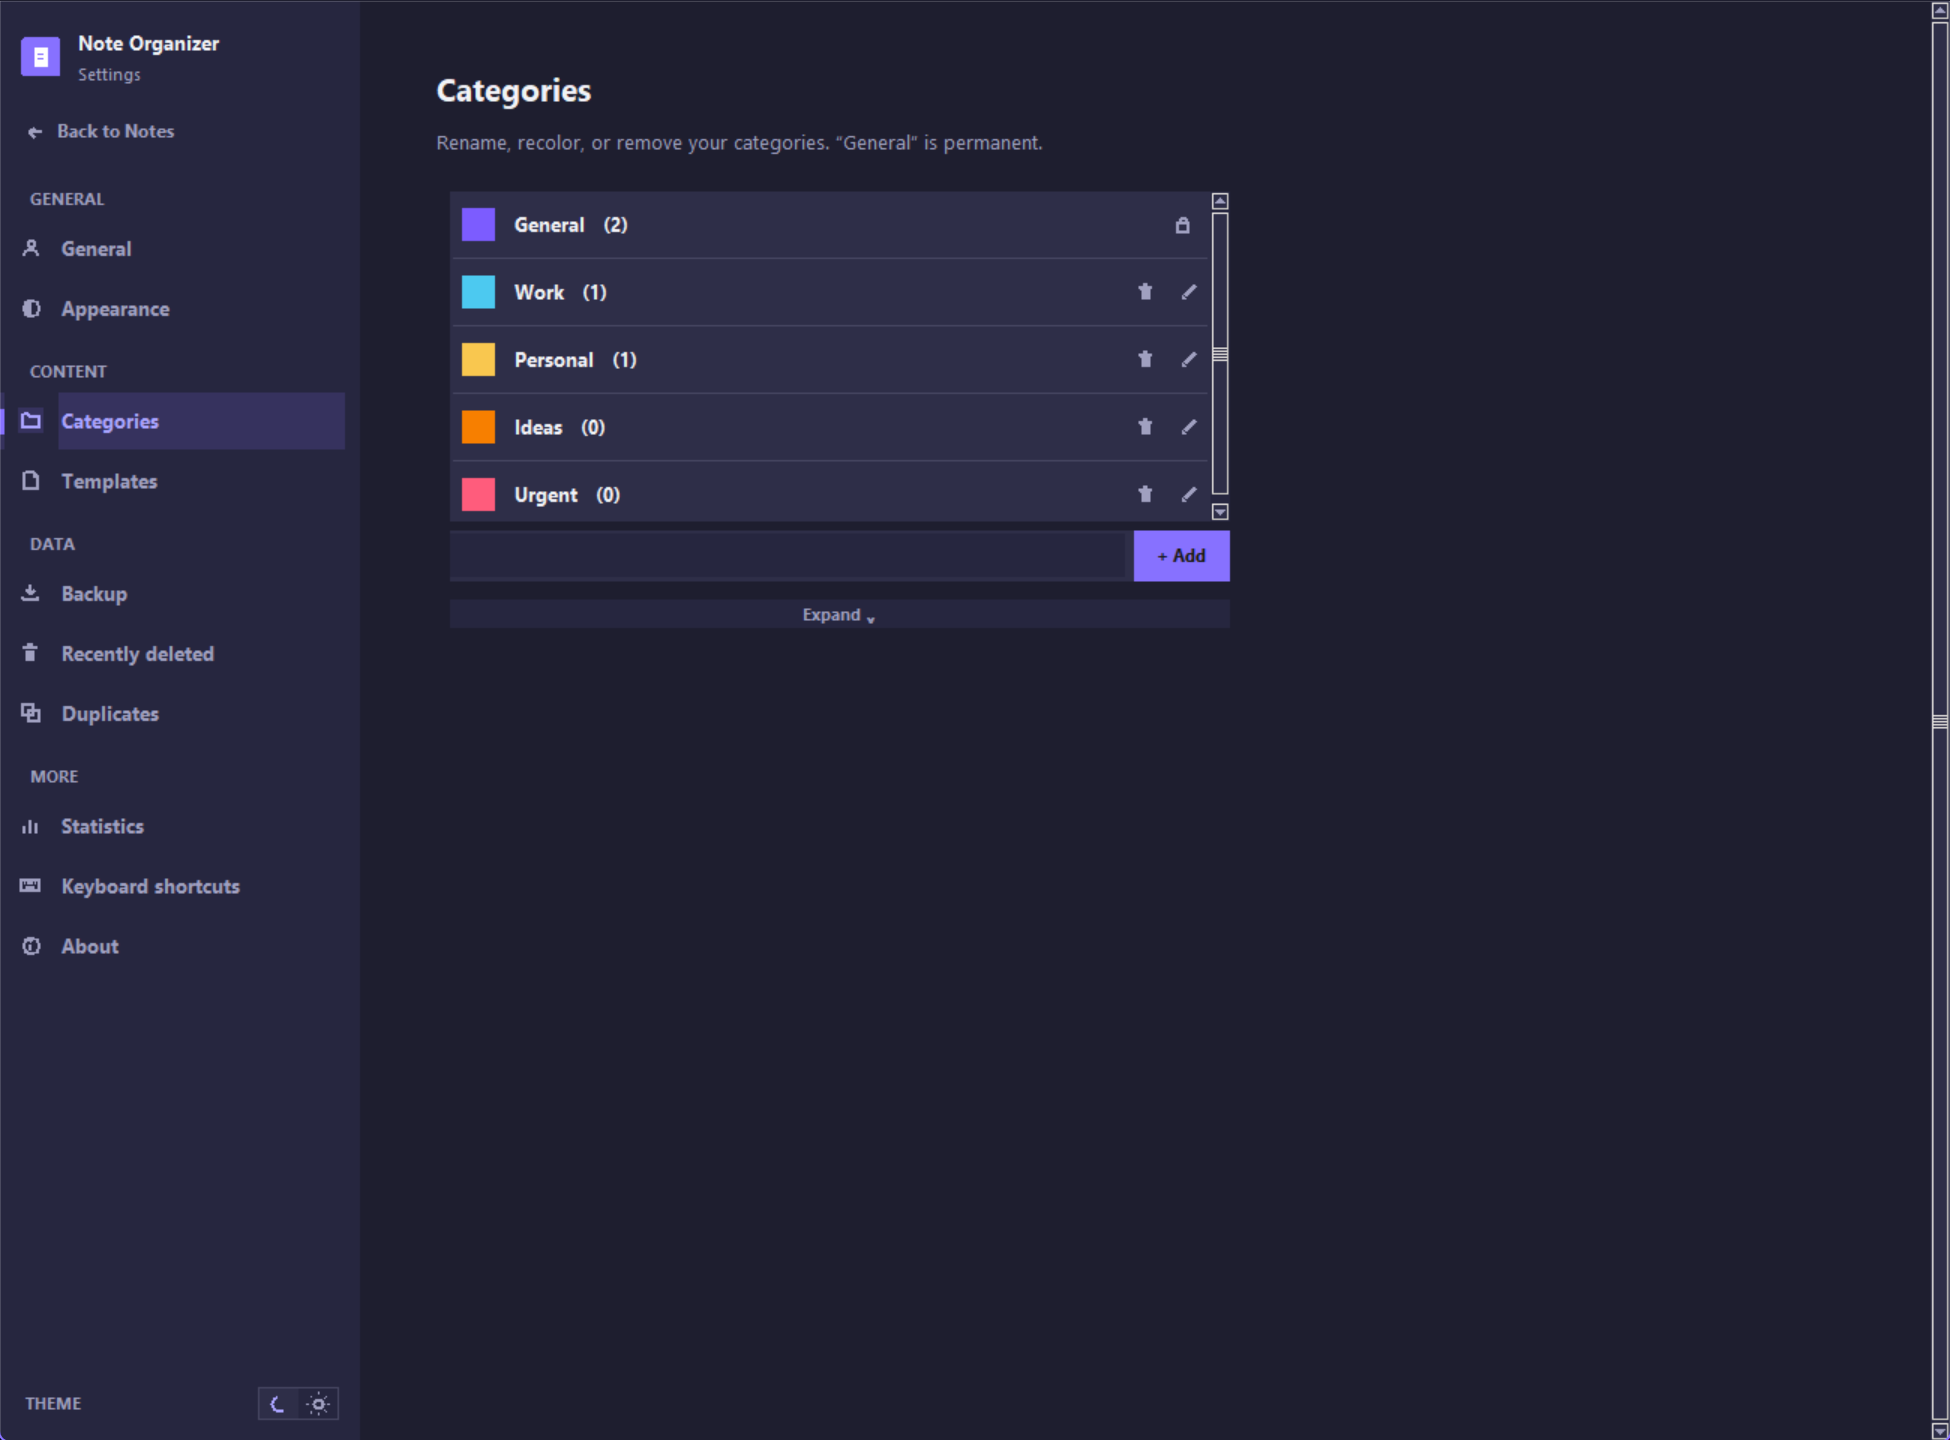 Note Organizer
Settings
Back to Notes
GENERAL
General
Appearance
CONTENT
Categories
Templates
DATA
Backup
Recently deleted
Duplicates
MORE
Statistics
Keyboard shortcuts
About
THEME
Categories
Rename, recolor, or remove your categories. “General” is permanent.
General (2)
Work (1)
Personal (1)
Ideas (0)
Urgent (0)
+ Add
Expand